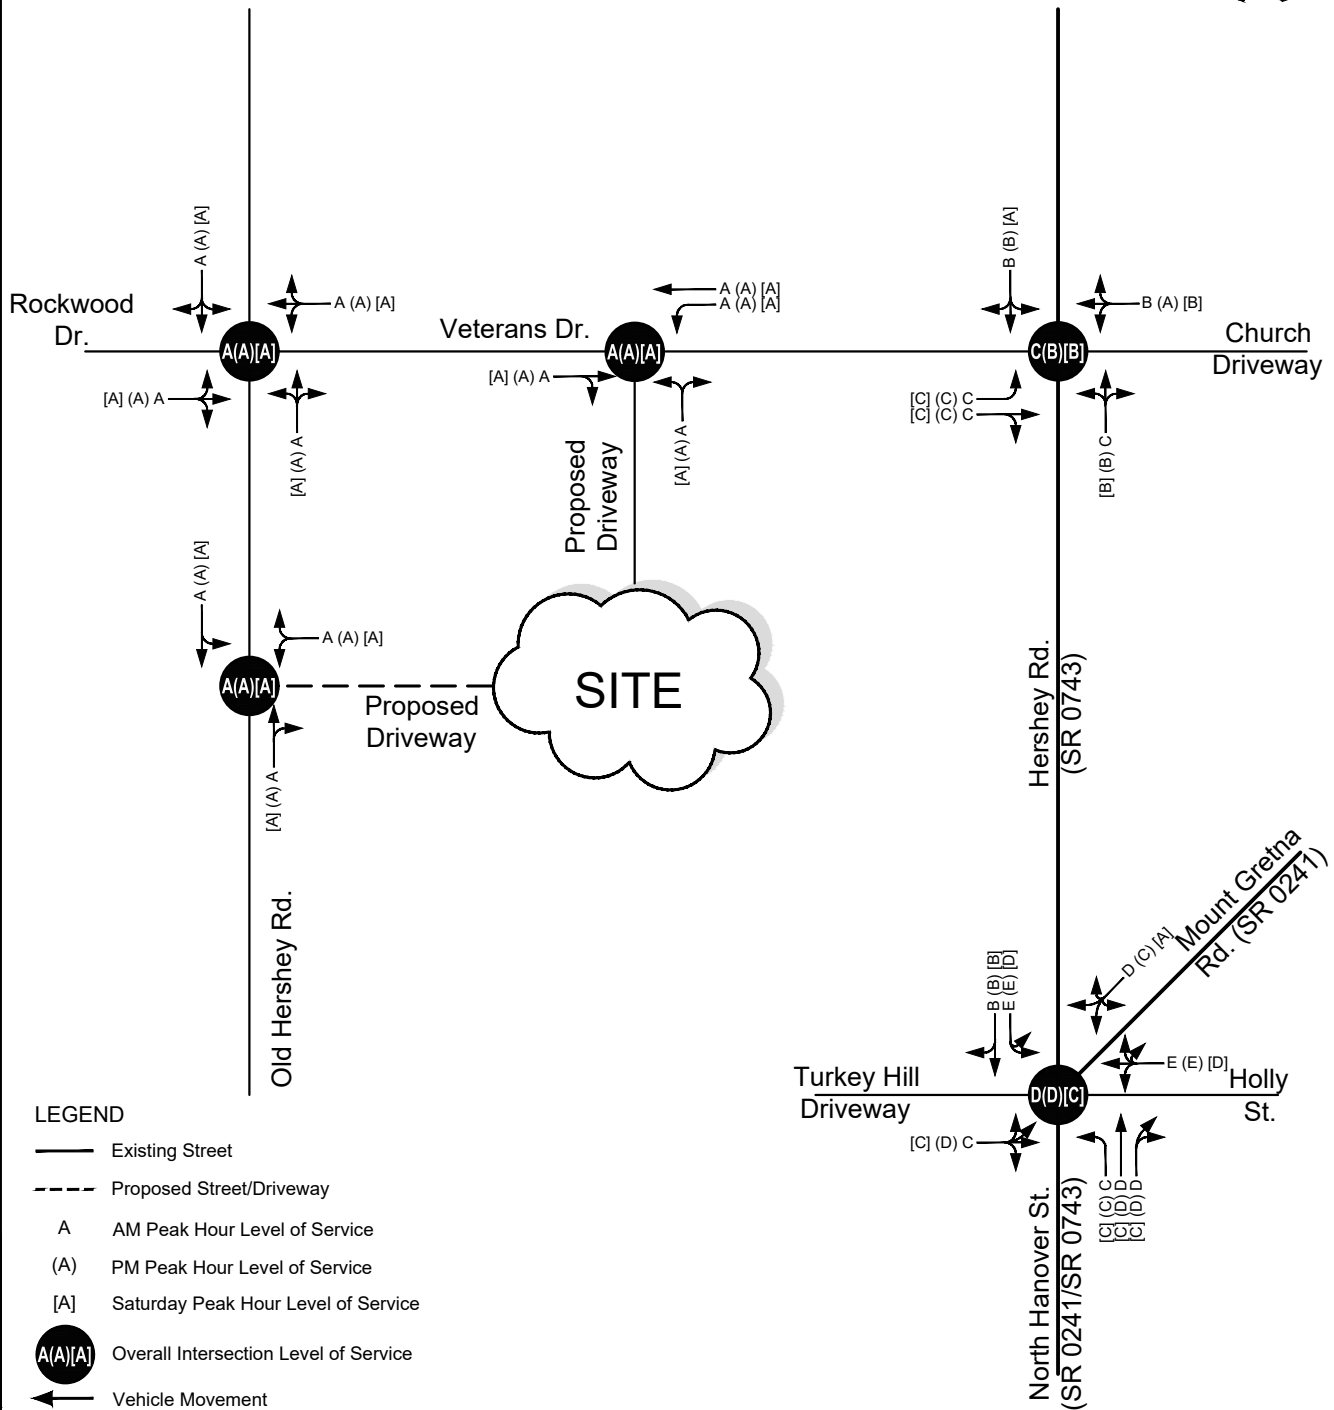 A (A) [A]
B (B) [A]
Rockwood
Dr.
A (A) [A]
Veterans Dr.
A (A) [A]
A (A) [A]
B (A) [B]
Church
Driveway
A(A)[A]
A(A)[A]
C(B)[B]
[A] (A) A
[A] (A) A
[A] (A) A
[A] (A) A
[C] (C) C
[C] (C) C
[B] (B) C
Proposed
Driveway
A (A) [A]
A (A) [A]
A(A)[A]
Proposed
Driveway
SITE
[A] (A) A
Hershey Rd.
(SR 0743)
Old Hershey Rd.
Mount Gretna
Rd. (SR 0241)
D (C) [A]
B (B) [B]
E (E) [D]
E (E) [D]
Turkey Hill
Driveway
D(D)[C]
Holly
St.
[C] (D) C
[C] (C) C
[C] (D) D
[C] (D) D
North Hanover St.
(SR 0241/SR 0743)
LEGEND
Existing Street
Proposed Street/Driveway
A AM Peak Hour Level of Service
(A) PM Peak Hour Level of Service
[A] Saturday Peak Hour Level of Service
A(A)[A] Overall Intersection Level of Service
Vehicle Movement